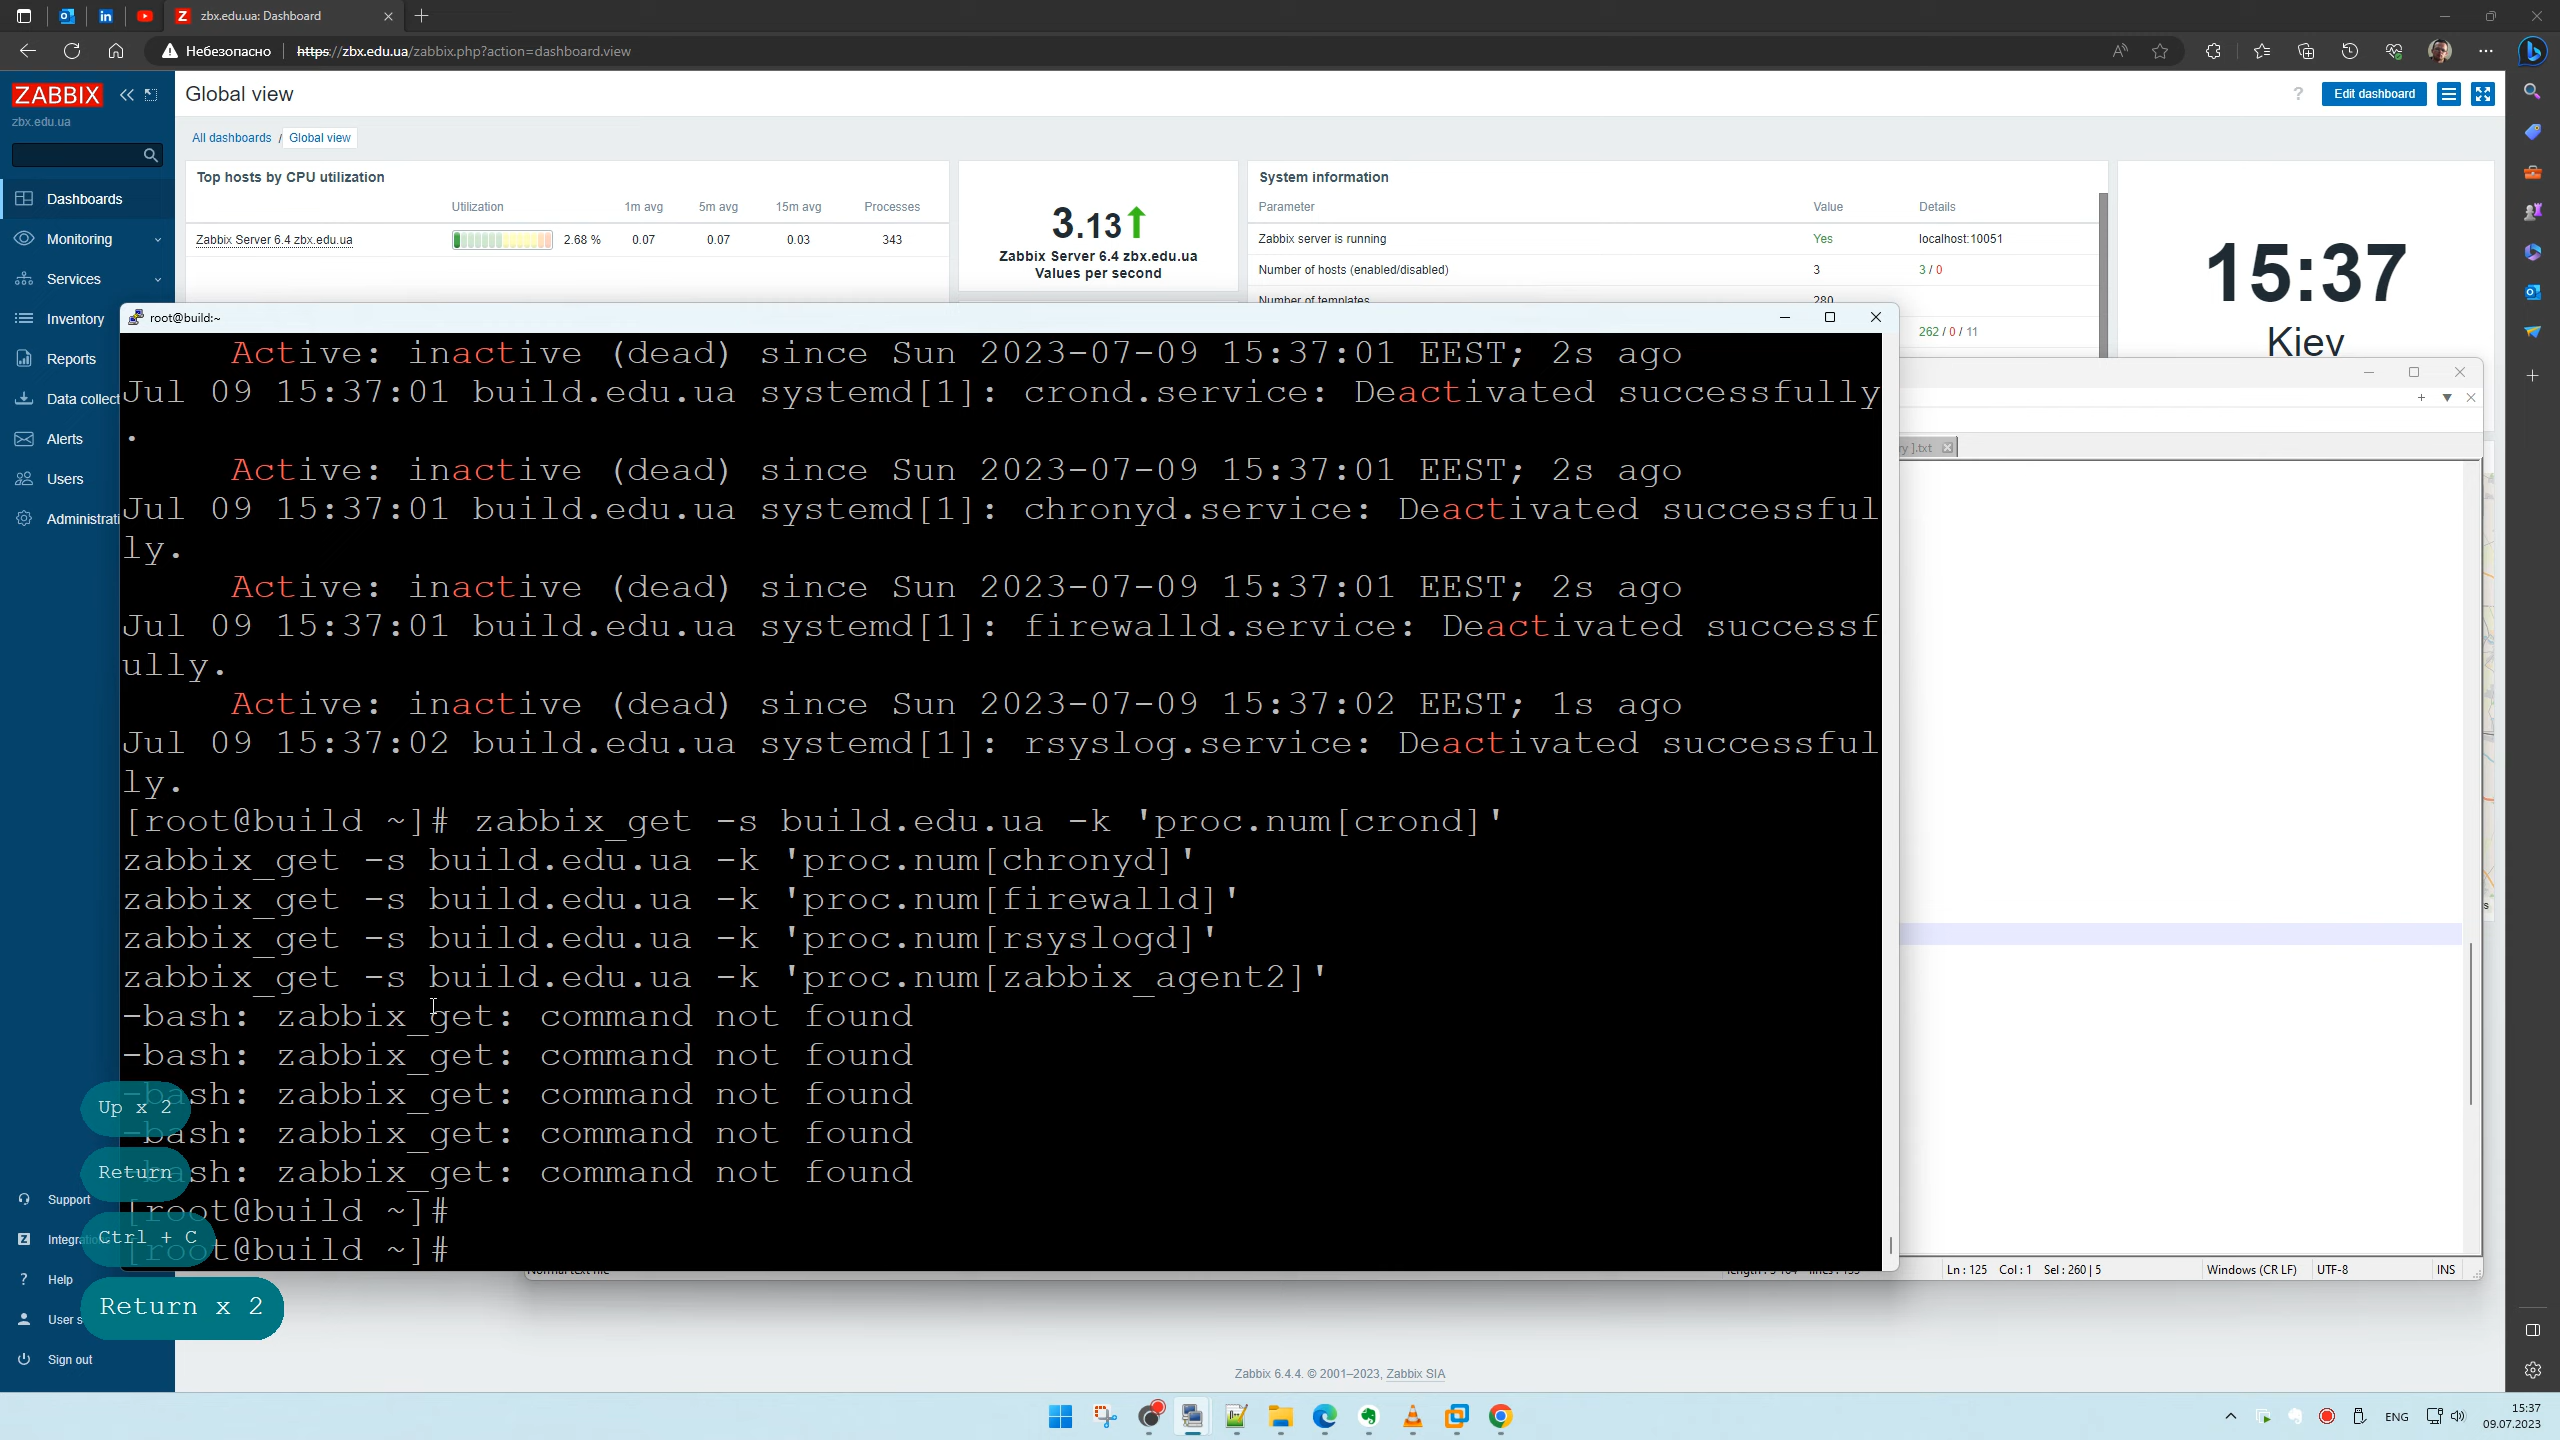 zbx.edu.ua: Dashboard
Небезопасно
https://zbx.edu.ua/zabbix.php?action=dashboard.view
ZABBIX
zbx.edu.ua
Global view
? Edit dashboard
All dashboards / Global view
Dashboards
Monitoring
Services
Inventory
Reports
Data collect
Alerts
Users
Administrati
Support
Integrations
Help
User s
Sign out
Top hosts by CPU utilization
Utilization 1m avg 5m avg 15m avg Processes
Zabbix Server 6.4 zbx.edu.ua 2.68 % 0.07 0.07 0.03 343
3.13
Zabbix Server 6.4 zbx.edu.ua
Values per second
System information
Parameter Value Details
Zabbix server is running Yes localhost:10051
Number of hosts (enabled/disabled) 3 3 / 0
Number of templates 280
262 / 0 / 11
15:37
Kiev
root@build:~
Active: inactive (dead) since Sun 2023-07-09 15:37:01 EEST; 2s ago
Jul 09 15:37:01 build.edu.ua systemd[1]: crond.service: Deactivated successfully
.
Active: inactive (dead) since Sun 2023-07-09 15:37:01 EEST; 2s ago
Jul 09 15:37:01 build.edu.ua systemd[1]: chronyd.service: Deactivated successful
ly.
Active: inactive (dead) since Sun 2023-07-09 15:37:01 EEST; 2s ago
Jul 09 15:37:01 build.edu.ua systemd[1]: firewalld.service: Deactivated successf
ully.
Active: inactive (dead) since Sun 2023-07-09 15:37:02 EEST; 1s ago
Jul 09 15:37:02 build.edu.ua systemd[1]: rsyslog.service: Deactivated successful
ly.
[root@build ~]# zabbix_get -s build.edu.ua -k 'proc.num[crond]'
zabbix_get -s build.edu.ua -k 'proc.num[chronyd]'
zabbix_get -s build.edu.ua -k 'proc.num[firewalld]'
zabbix_get -s build.edu.ua -k 'proc.num[rsyslogd]'
zabbix_get -s build.edu.ua -k 'proc.num[zabbix_agent2]'
-bash: zabbix_get: command not found
-bash: zabbix_get: command not found
-bash: zabbix_get: command not found
-bash: zabbix_get: command not found
-bash: zabbix_get: command not found
[root@build ~]#
[root@build ~]#
Up x 2
Return
Ctrl + C
Return x 2
ry ].txt
Ln : 125 Col : 1 Sel : 260 | 5 Windows (CR LF) UTF-8 INS
Zabbix 6.4.4. © 2001–2023, Zabbix SIA
ENG
15:37
09.07.2023